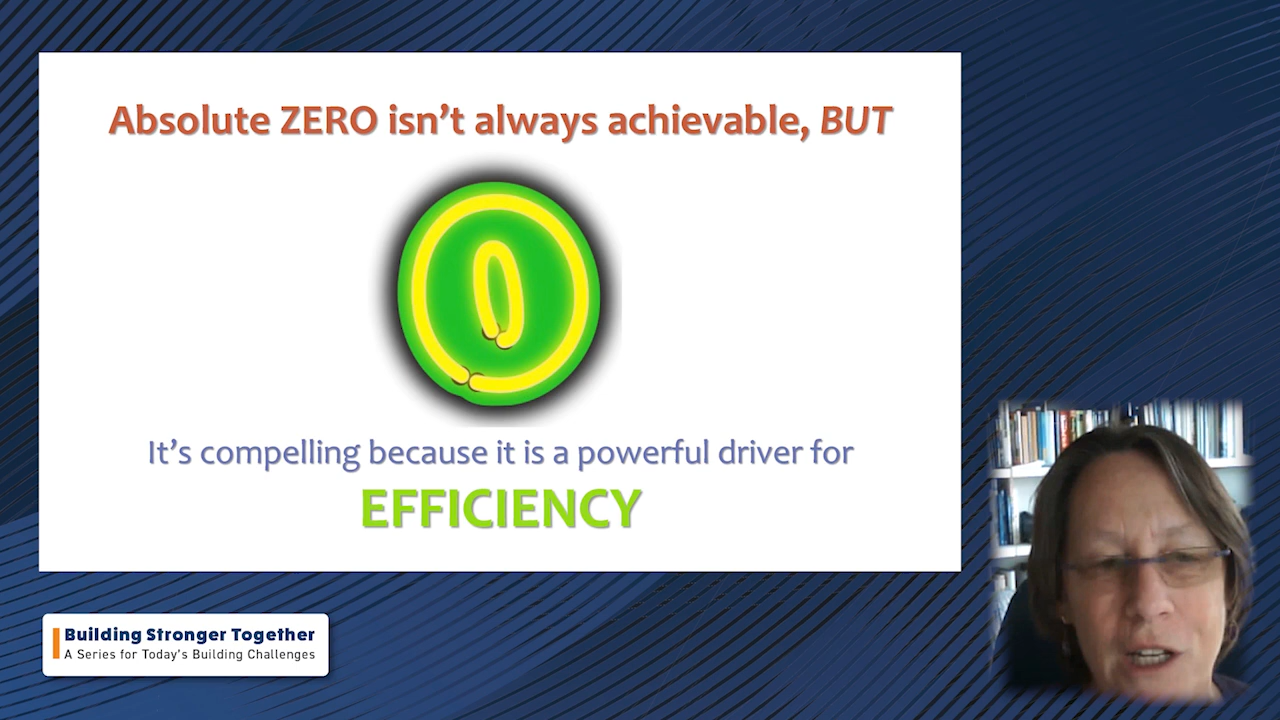 Absolute ZERO isn’t always achievable, BUT
0
It’s compelling because it is a powerful driver for
EFFICIENCY
Building Stronger Together
A Series for Today's Building Challenges